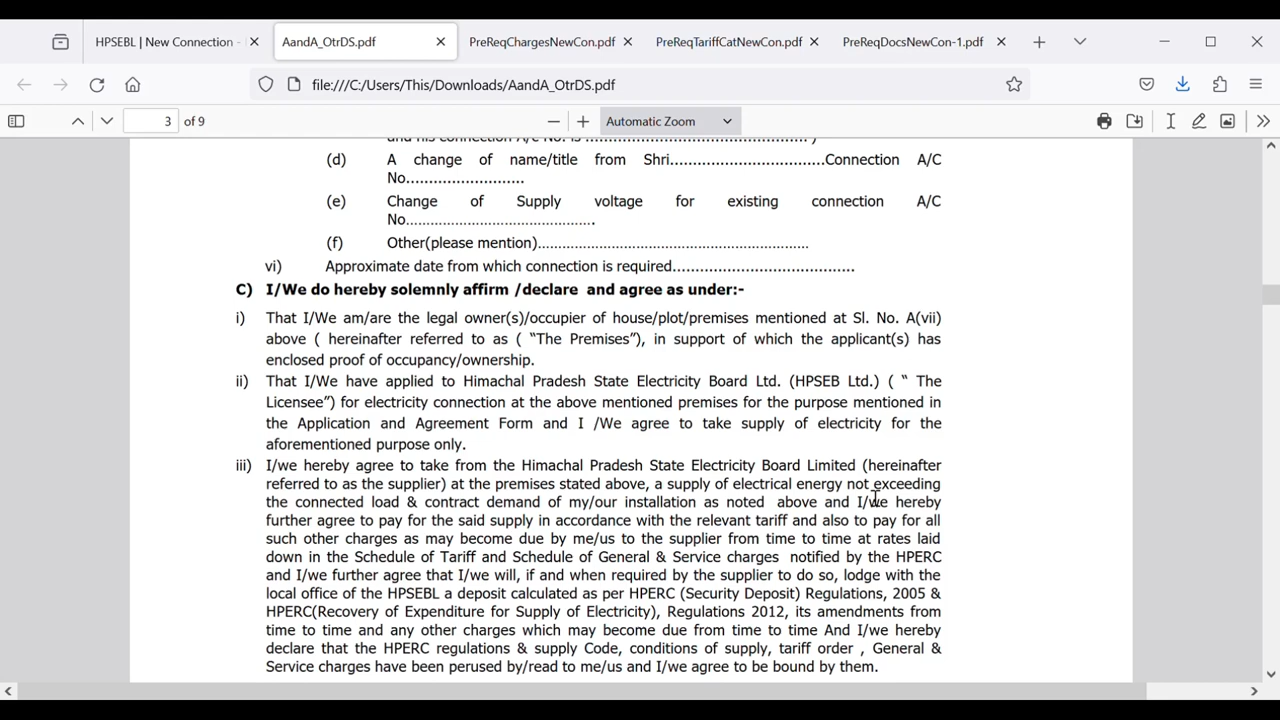 HPSEBL | New Connection -
AandA_OtrDS.pdf
PreReqChargesNewCon.pdf
PreReqTariffCatNewCon.pdf
PreReqDocsNewCon-1.pdf
file:///C:/Users/This/Downloads/AandA_OtrDS.pdf
3 of 9
Automatic Zoom
and his connection A/c No. is ......................................................)
(d) A change of name/title from Shri.................................Connection A/C
No..........................
(e) Change of Supply voltage for existing connection A/C
No.............................................
(f) Other(please mention)..................................................................
vi) Approximate date from which connection is required........................................
C) I/We do hereby solemnly affirm /declare and agree as under:-
i) That I/We am/are the legal owner(s)/occupier of house/plot/premises mentioned at Sl. No. A(vii)
above ( hereinafter referred to as ( “The Premises”), in support of which the applicant(s) has
enclosed proof of occupancy/ownership.
ii) That I/We have applied to Himachal Pradesh State Electricity Board Ltd. (HPSEB Ltd.) ( “ The
Licensee”) for electricity connection at the above mentioned premises for the purpose mentioned in
the Application and Agreement Form and I /We agree to take supply of electricity for the
aforementioned purpose only.
iii) I/we hereby agree to take from the Himachal Pradesh State Electricity Board Limited (hereinafter
referred to as the supplier) at the premises stated above, a supply of electrical energy not exceeding
the connected load & contract demand of my/our installation as noted above and I/we hereby
further agree to pay for the said supply in accordance with the relevant tariff and also to pay for all
such other charges as may become due by me/us to the supplier from time to time at rates laid
down in the Schedule of Tariff and Schedule of General & Service charges notified by the HPERC
and I/we further agree that I/we will, if and when required by the supplier to do so, lodge with the
local office of the HPSEBL a deposit calculated as per HPERC (Security Deposit) Regulations, 2005 &
HPERC(Recovery of Expenditure for Supply of Electricity), Regulations 2012, its amendments from
time to time and any other charges which may become due from time to time And I/we hereby
declare that the HPERC regulations & supply Code, conditions of supply, tariff order , General &
Service charges have been perused by/read to me/us and I/we agree to be bound by them.